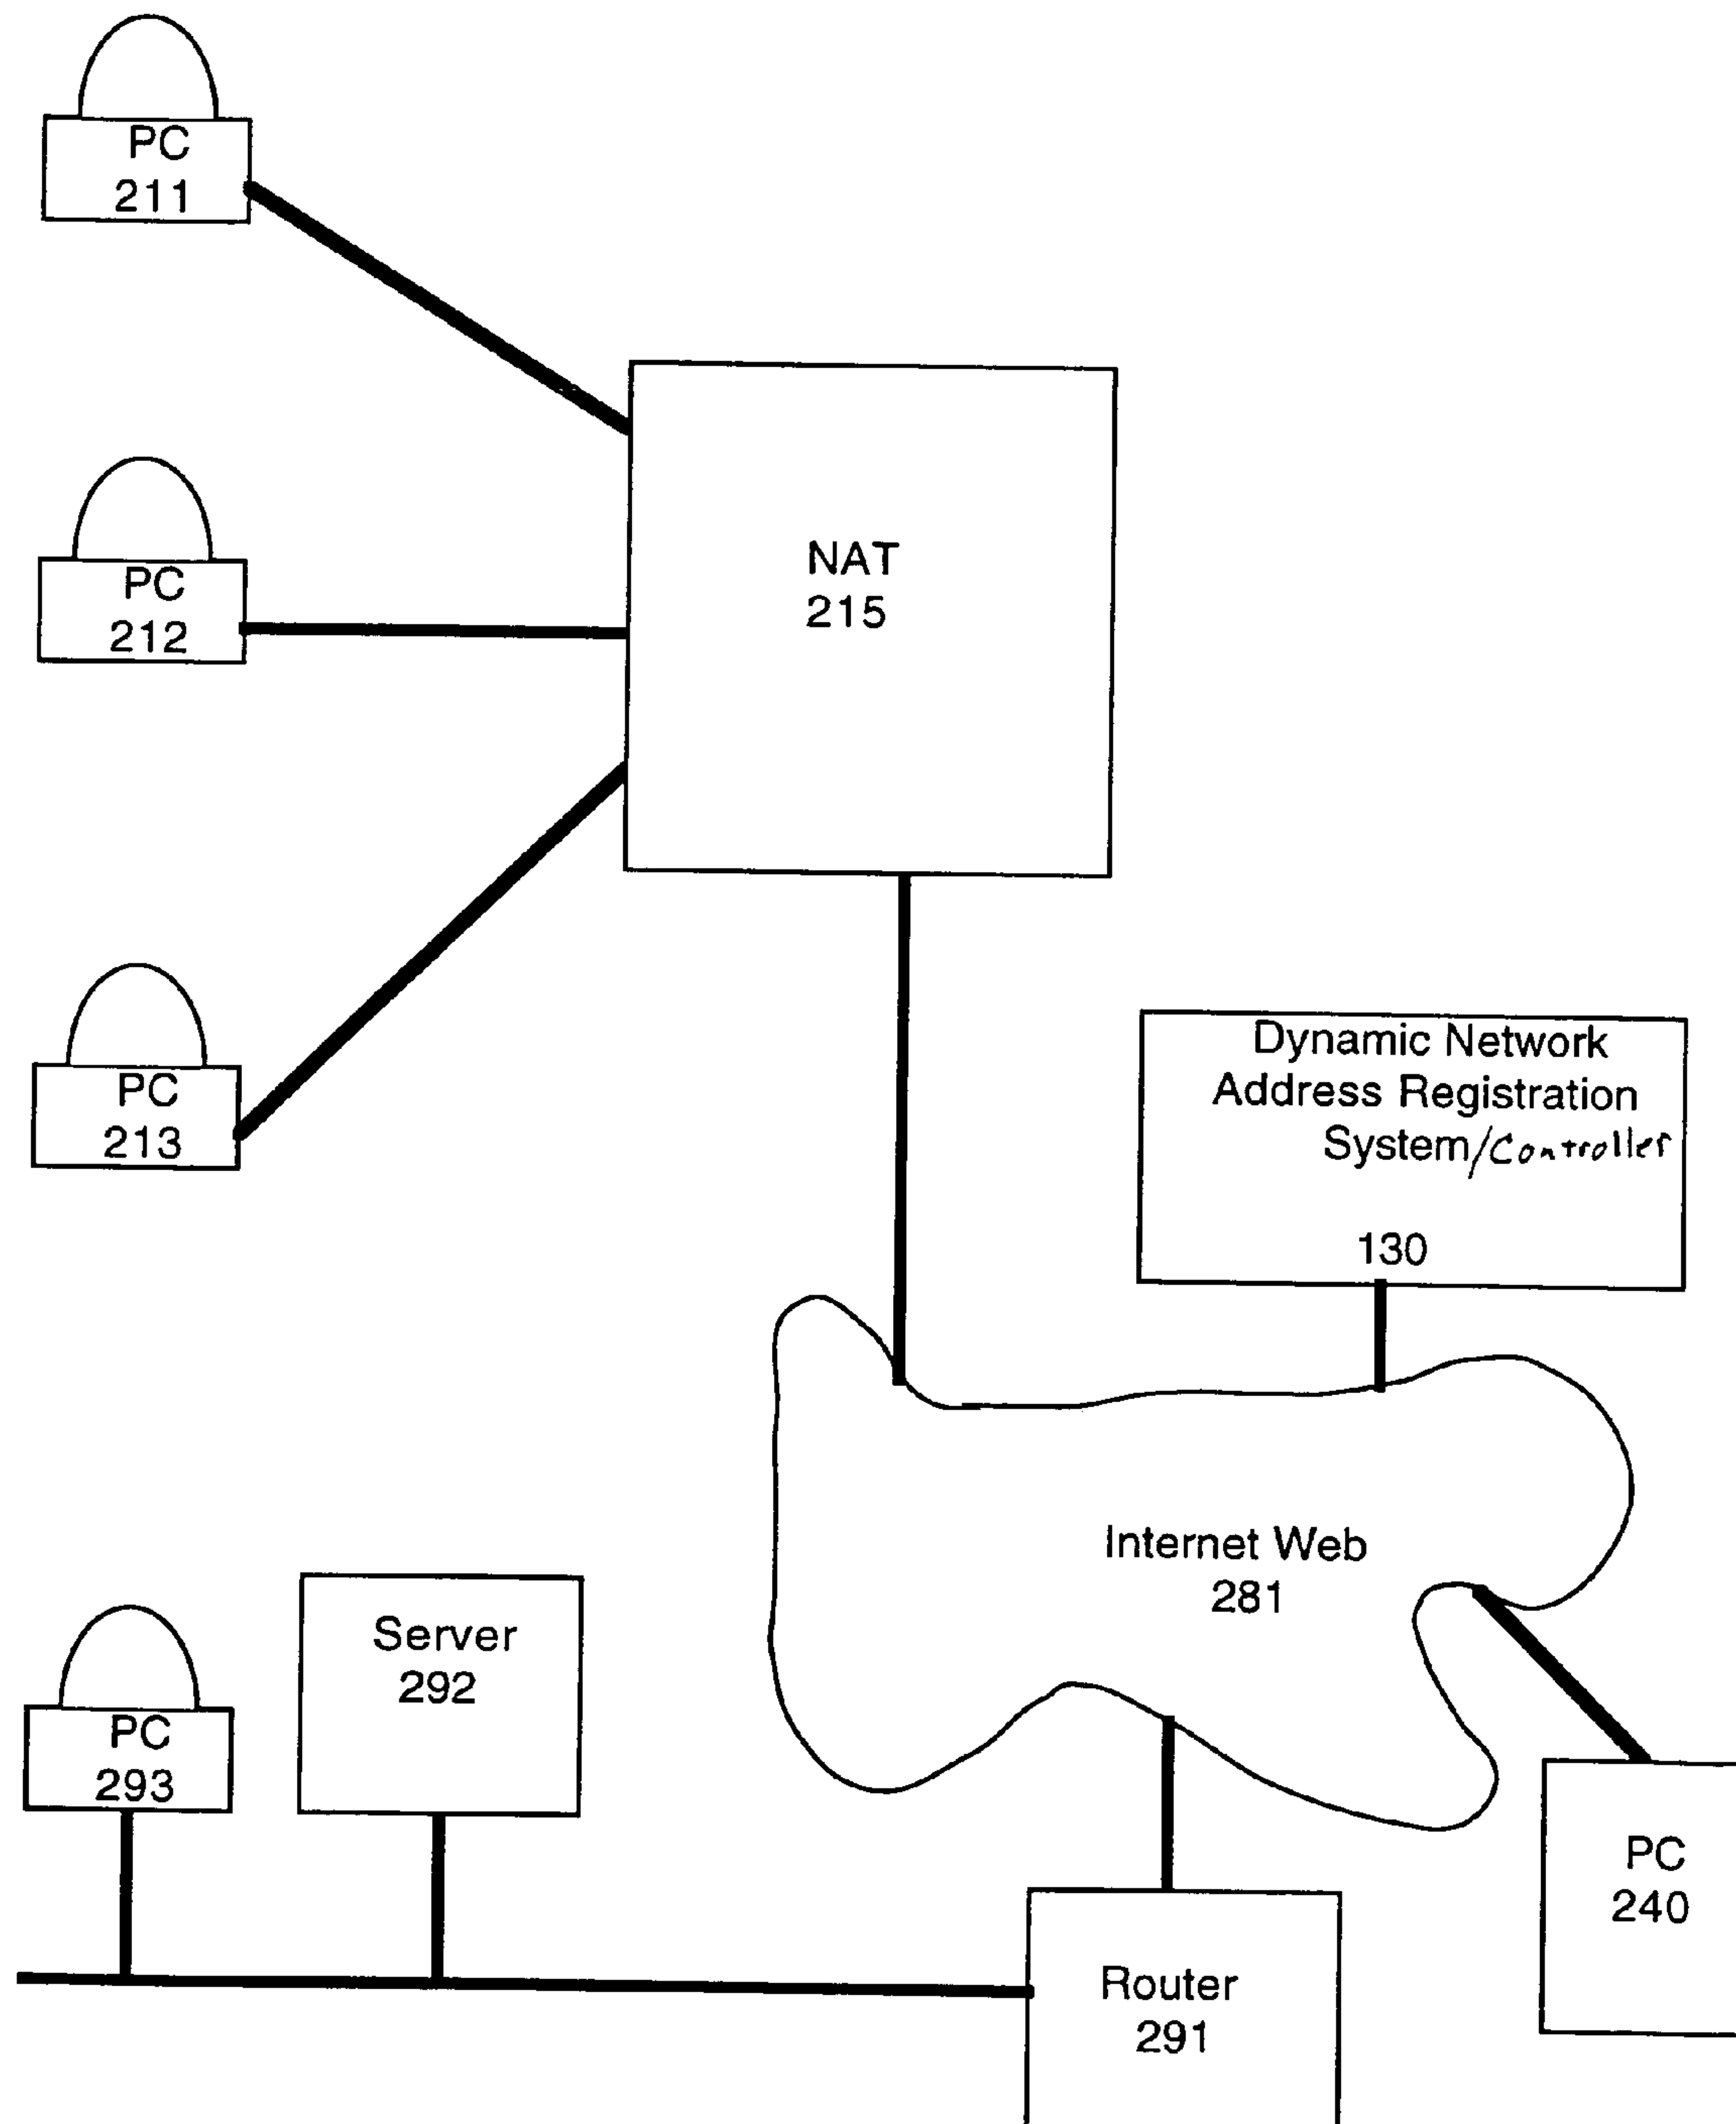 PC
211
NAT
215
PC
212
PC
213
Dynamic Network
Address Registration
System/Controller
130
Internet Web
281
Server
292
PC
293
PC
240
Router
291